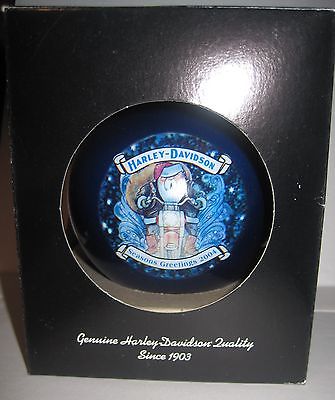 HARLEY-DAVIDSON
Seasons Greetings 2004
Genuine Harley-Davidson Quality
Since 1903